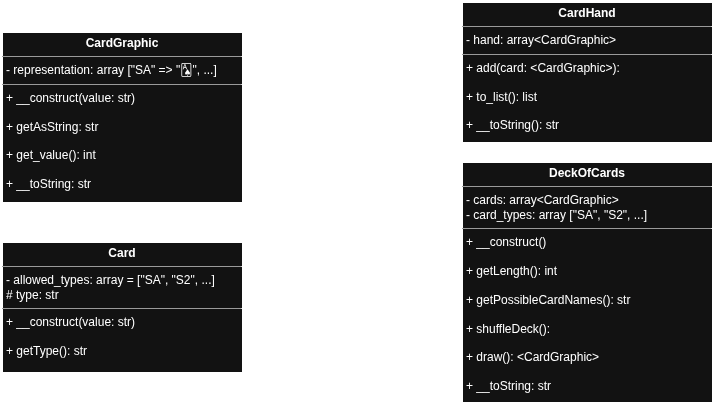 CardGraphic
- representation: array ["SA" => "🂡", ...]
+ __construct(value: str)
+ getAsString: str
+ get_value(): int
+ __toString: str
Card
- allowed_types: array = ["SA", "S2", ...]
# type: str
+ __construct(value: str)
+ getType(): str
CardHand
- hand: array<CardGraphic>
+ add(card: <CardGraphic>):
+ to_list(): list
+ __toString(): str
DeckOfCards
- cards: array<CardGraphic>
- card_types: array ["SA", "S2", ...]
+ __construct()
+ getLength(): int
+ getPossibleCardNames(): str
+ shuffleDeck():
+ draw(): <CardGraphic>
+ __toString: str